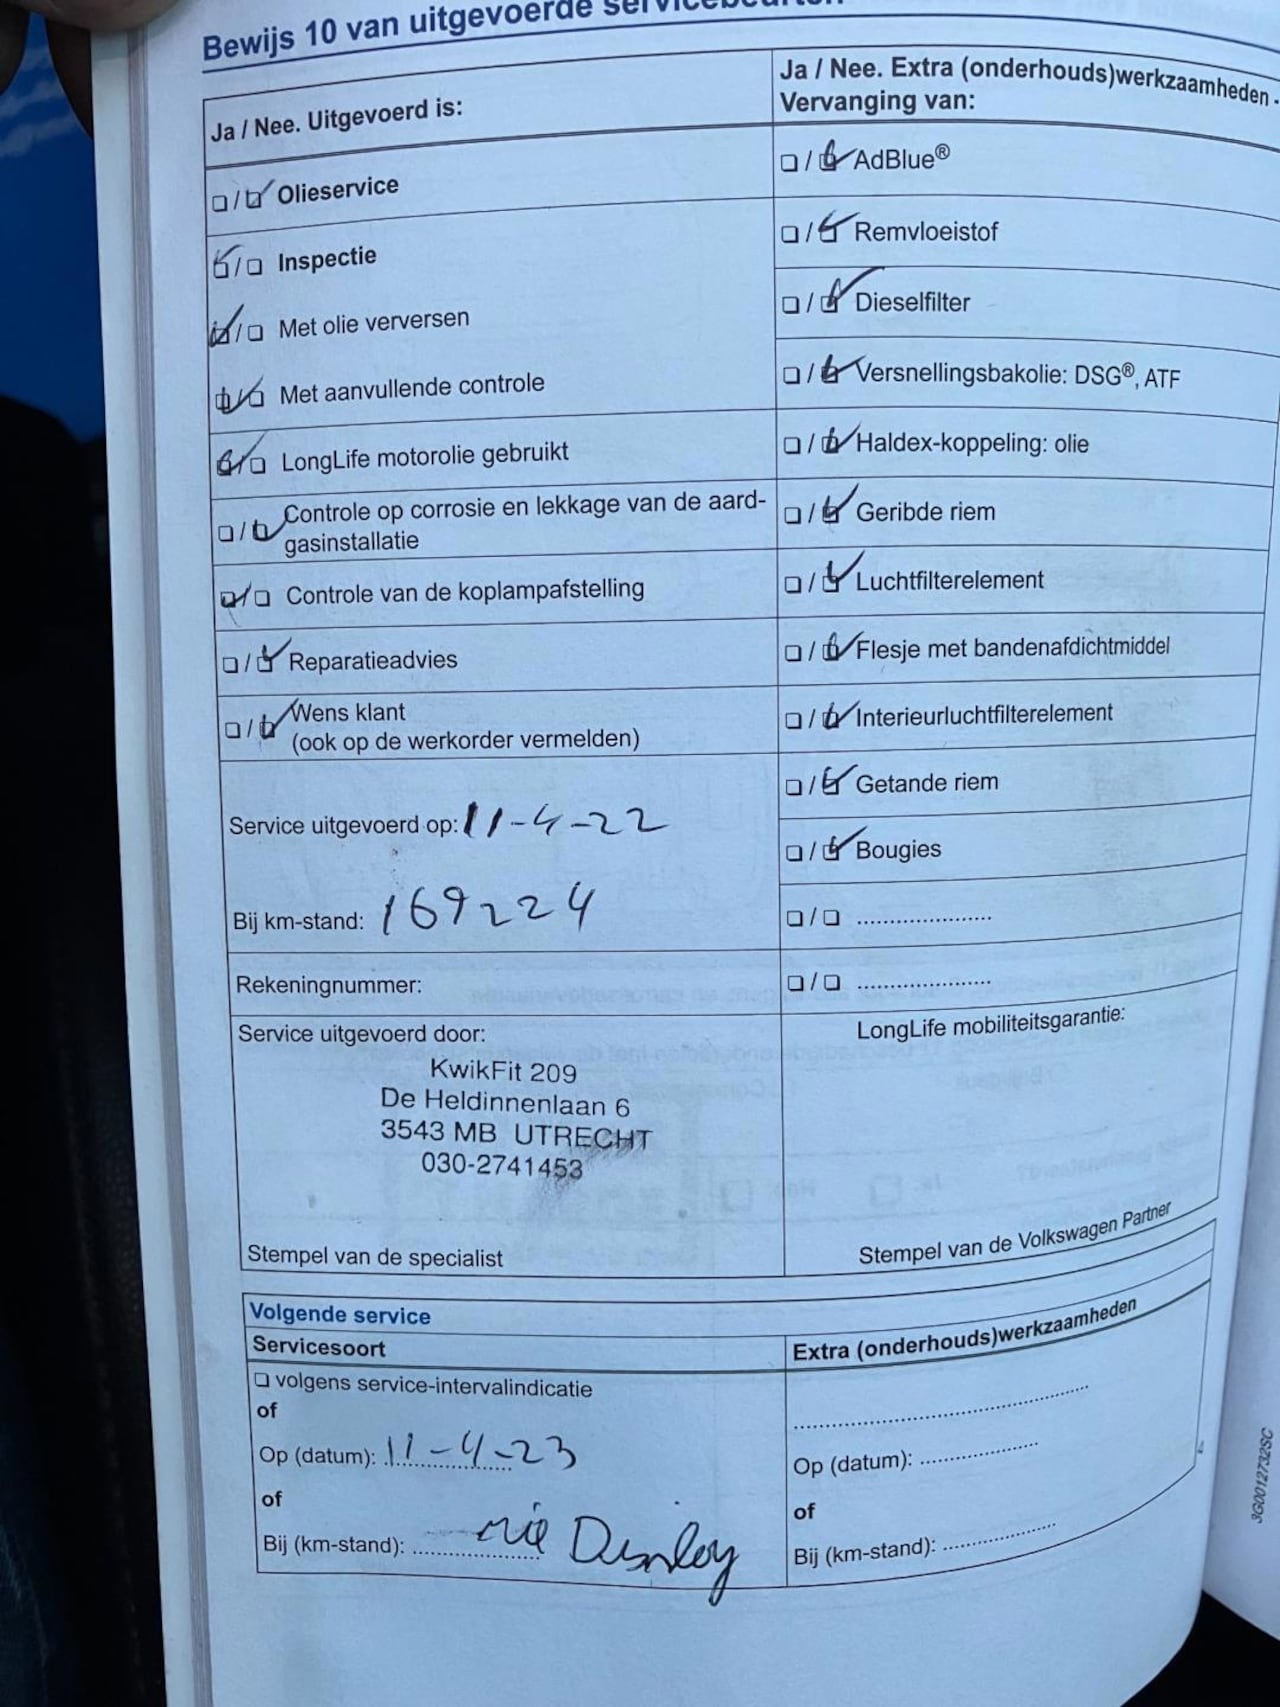 Bewijs 10 van uitgevoerde servicebeurten
Ja / Nee. Uitgevoerd is:
☐/☑ Olieservice
☑/☐ Inspectie
☑/☐ Met olie verversen
Met aanvullende controle
☑/☐ LongLife motorolie gebruikt
☐/☑ Controle op corrosie en lekkage van de aard-
gasinstallatie
☑/☐ Controle van de koplampafstelling
☐/☑ Reparatieadvies
☐/☑ Wens klant
(ook op de werkorder vermelden)
Service uitgevoerd op: 11-4-22
Bij km-stand: 169224
Rekeningnummer:
Service uitgevoerd door:
KwikFit 209
De Heldinnenlaan 6
3543 MB UTRECHT
030-2741453
Stempel van de specialist
Ja / Nee. Extra (onderhouds)werkzaamheden -
Vervanging van:
☐/☑ AdBlue®
☐/☑ Remvloeistof
☐/☑ Dieselfilter
☐/☑ Versnellingsbakolie: DSG®, ATF
☐/☑ Haldex-koppeling: olie
☐/☑ Geribde riem
☐/☑ Luchtfilterelement
☐/☑ Flesje met bandenafdichtmiddel
☐/☑ Interieurluchtfilterelement
☐/☑ Getande riem
☐/☑ Bougies
☐/☐ ....................
☐/☐ ....................
LongLife mobiliteitsgarantie:
Stempel van de Volkswagen Partner
Volgende service
Servicesoort
☐ volgens service-intervalindicatie
of
Op (datum): 11-4-23
of
Bij (km-stand):
Extra (onderhouds)werkzaamheden
....................
Op (datum): ....................
of
Bij (km-stand): ....................
3G0012732SC